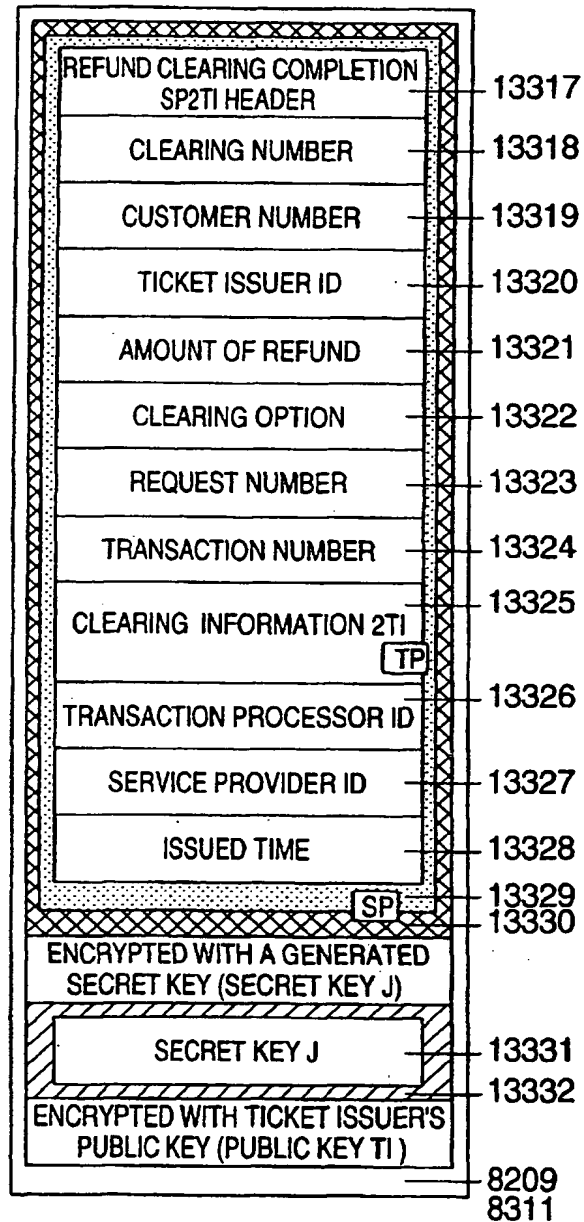 REFUND CLEARING COMPLETION
SP2TI HEADER
13317
CLEARING NUMBER
13318
CUSTOMER NUMBER
13319
TICKET ISSUER ID
13320
AMOUNT OF REFUND
13321
CLEARING OPTION
13322
REQUEST NUMBER
13323
TRANSACTION NUMBER
13324
13325
CLEARING INFORMATION 2TI
TP
13326
TRANSACTION PROCESSOR ID
SERVICE PROVIDER ID
13327
ISSUED TIME
13328
13329
SP
13330
ENCRYPTED WITH A GENERATED
SECRET KEY (SECRET KEY J)
SECRET KEY J
13331
13332
ENCRYPTED WITH TICKET ISSUER'S
PUBLIC KEY (PUBLIC KEY TI )
8209
8311